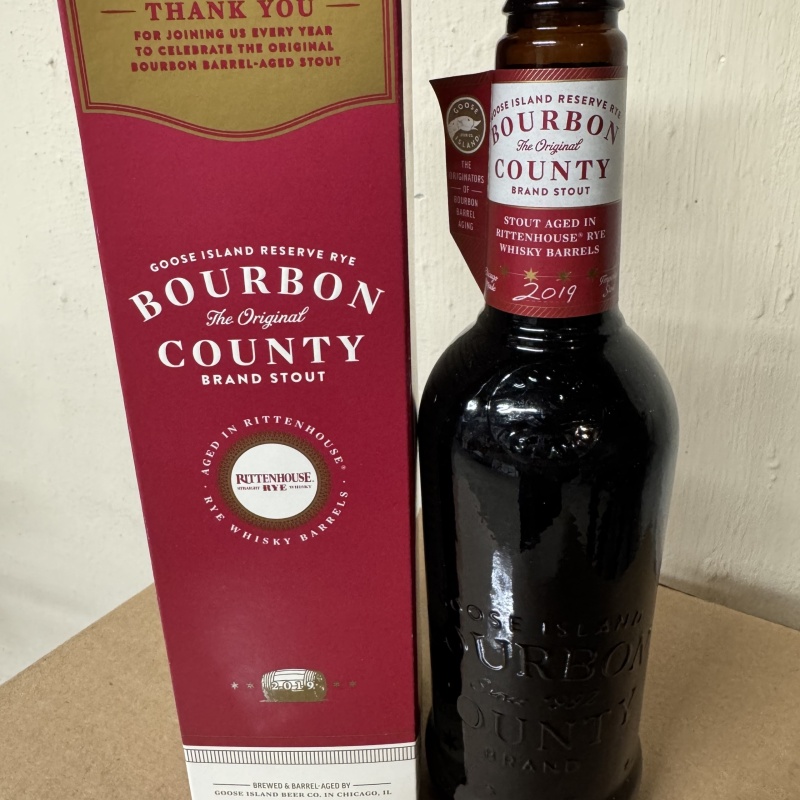 THANK YOU
FOR JOINING US EVERY YEAR
TO CELEBRATE THE ORIGINAL
BOURBON BARREL-AGED STOUT
GOOSE ISLAND RESERVE RYE
BOURBON
The Original
COUNTY
BRAND STOUT
AGED IN RITTENHOUSE®
RITTENHOUSE
STRAIGHT RYE WHISKY
RYE WHISKY BARRELS
2019
BREWED & BARREL-AGED BY
GOOSE ISLAND BEER CO. IN CHICAGO, IL
GOOSE
ISLAND
THE
ORIGINATORS
OF
BOURBON
BARREL
AGING
GOOSE ISLAND RESERVE RYE
BOURBON
The Original
COUNTY
BRAND STOUT
STOUT AGED IN
RITTENHOUSE® RYE
WHISKY BARRELS
2019
GOOSE ISLAND
BOURBON
Since 1992
COUNTY
BRAND